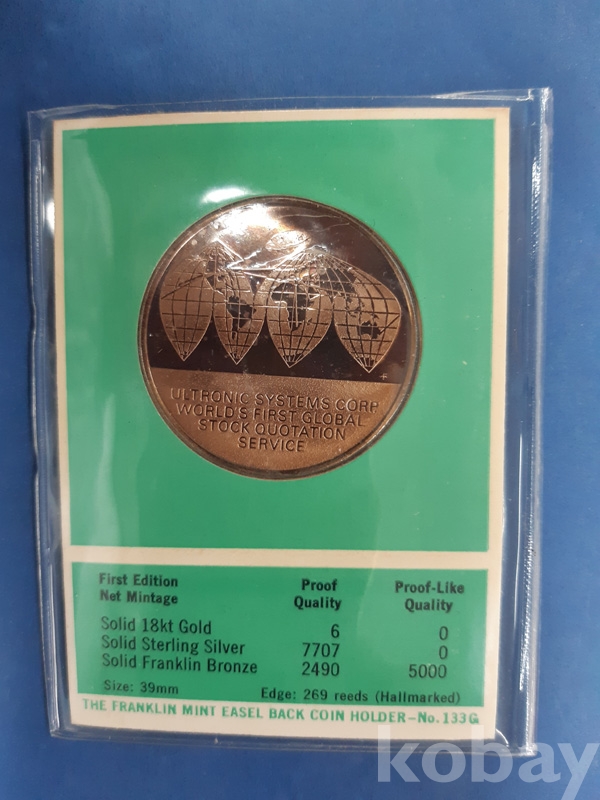 ULTRONIC SYSTEMS CORP
WORLD'S FIRST GLOBAL
STOCK QUOTATION
SERVICE
First Edition Proof Proof-Like
Net Mintage Quality Quality
Solid 18kt Gold 6 0
Solid Sterling Silver 7707 0
Solid Franklin Bronze 2490 5000
Size: 39mm Edge: 269 reeds (Hallmarked)
THE FRANKLIN MINT EASEL BACK COIN HOLDER-No. 133G
kobay